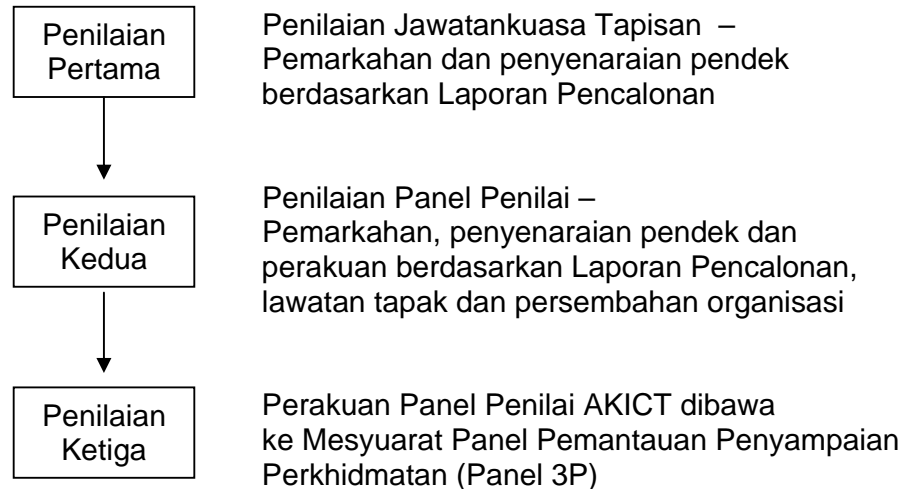 Penilaian
Pertama
Penilaian Jawatankuasa Tapisan –
Pemarkahan dan penyenaraian pendek
berdasarkan Laporan Pencalonan
Penilaian
Kedua
Penilaian Panel Penilai –
Pemarkahan, penyenaraian pendek dan
perakuan berdasarkan Laporan Pencalonan,
lawatan tapak dan persembahan organisasi
Penilaian
Ketiga
Perakuan Panel Penilai AKICT dibawa
ke Mesyuarat Panel Pemantauan Penyampaian
Perkhidmatan (Panel 3P)